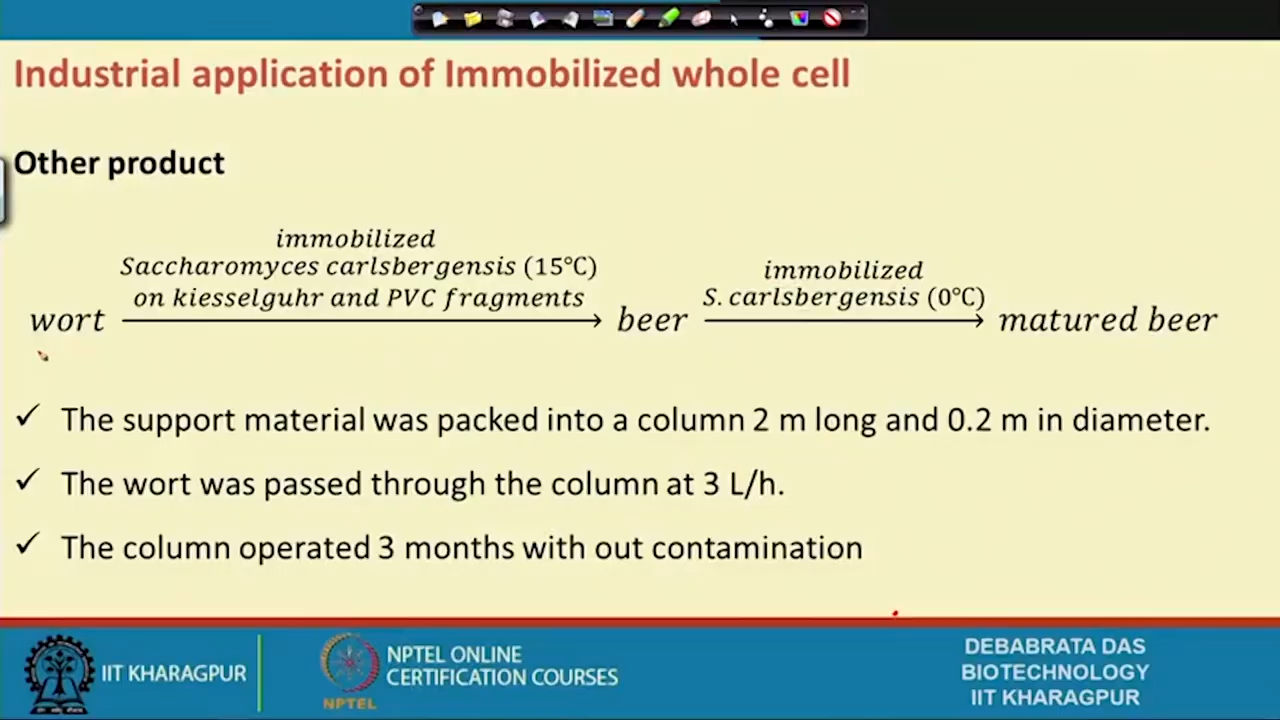 Industrial application of Immobilized whole cell
Other product
immobilized
Saccharomyces carlsbergensis (15℃)
on kiesselguhr and PVC fragments
wort
beer
immobilized
S. carlsbergensis (0℃)
matured beer
✓ The support material was packed into a column 2 m long and 0.2 m in diameter.
✓ The wort was passed through the column at 3 L/h.
✓ The column operated 3 months with out contamination
IIT KHARAGPUR
NPTEL
NPTEL ONLINE
CERTIFICATION COURSES
DEBABRATA DAS
BIOTECHNOLOGY
IIT KHARAGPUR